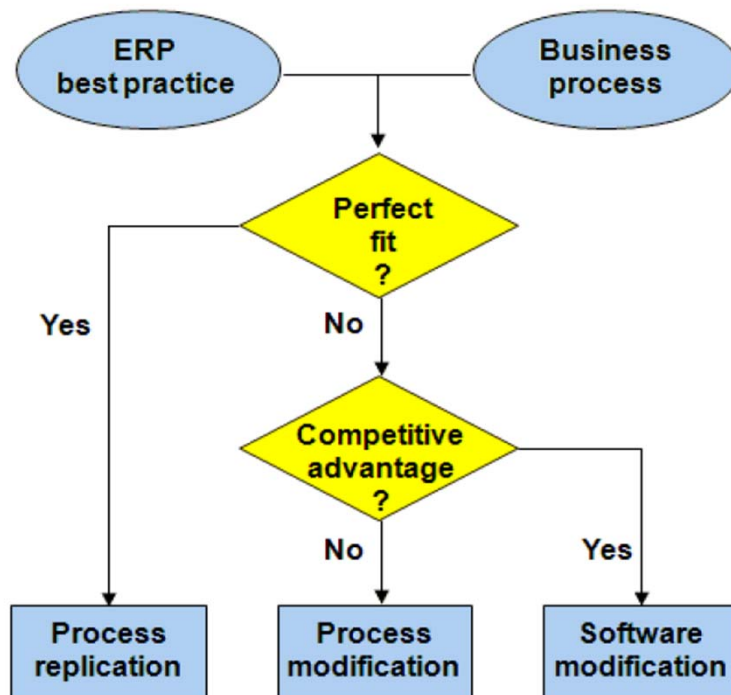 ERP
best practice
Business
process
Perfect
fit
?
Yes
No
Competitive
advantage
?
No
Yes
Process
replication
Process
modification
Software
modification